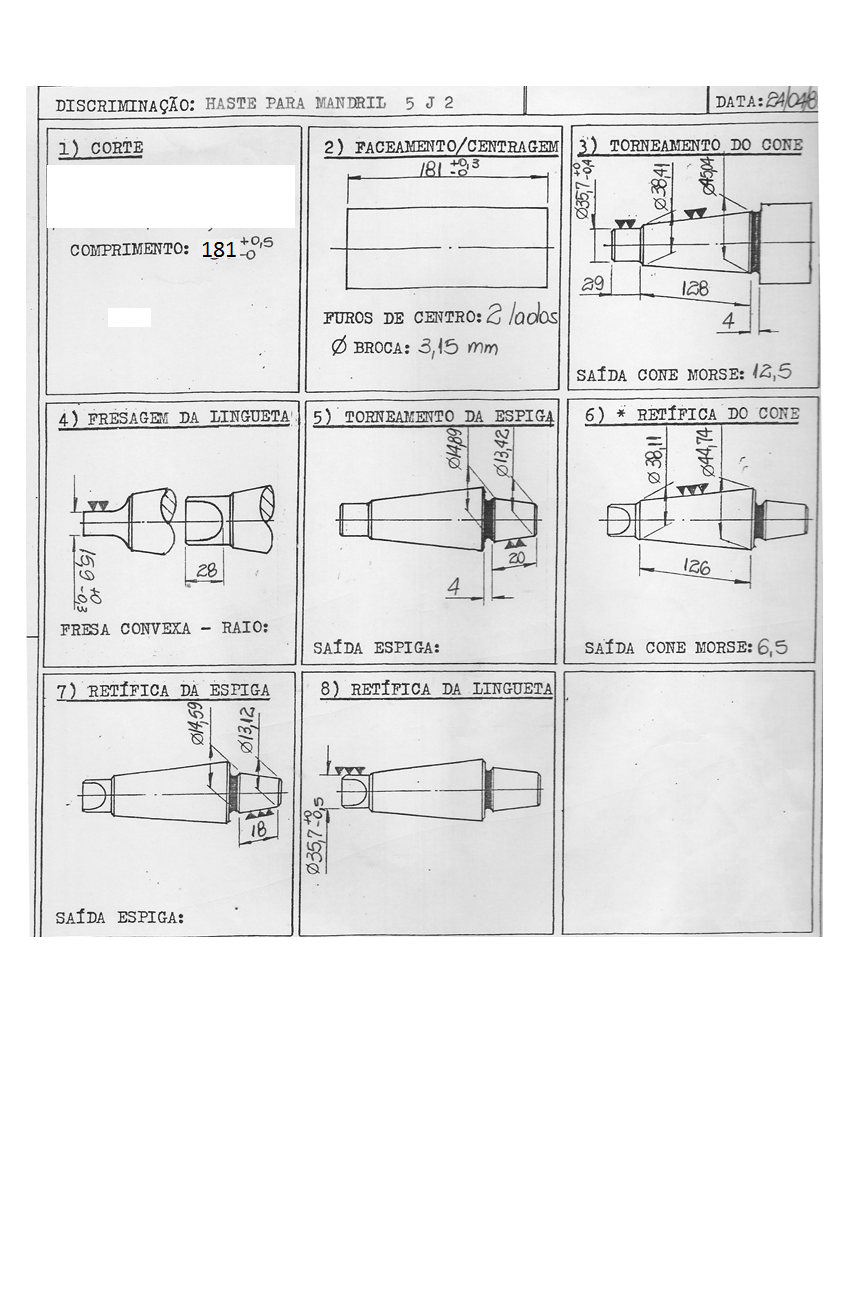 DISCRIMINAÇÃO: HASTE PARA MANDRIL 5 J 2
DATA: 24/04/8
1) CORTE
COMPRIMENTO: 181 +0,5 -0
2) FACEAMENTO/CENTRAGEM
181 +0,3 -0
FUROS DE CENTRO: 2 lados
Ø BROCA: 3,15 mm
3) TORNEAMENTO DO CONE
Ø35,7 +0 -0,4
Ø38,41
Ø45,04
29
128
4
SAÍDA CONE MORSE: 12,5
4) FRESAGEM DA LINGUETA
15,9 +0 -0,3
28
FRESA CONVEXA - RAIO:
5) TORNEAMENTO DA ESPIGA
Ø14,89
Ø13,42
20
4
SAÍDA ESPIGA:
6) * RETÍFICA DO CONE
Ø38,11
Ø44,74
126
SAÍDA CONE MORSE: 6,5
7) RETÍFICA DA ESPIGA
Ø14,59
Ø13,12
18
SAÍDA ESPIGA:
8) RETÍFICA DA LINGUETA
Ø35,7 +0 -0,5